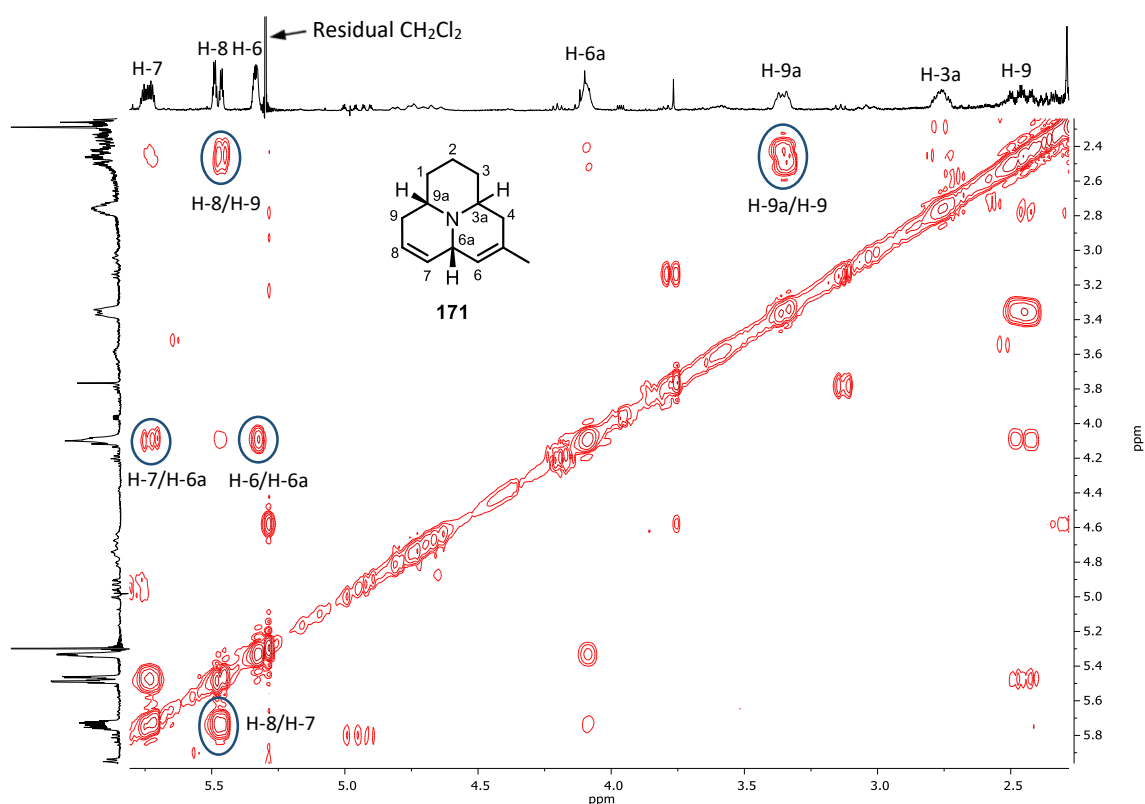 Residual CH₂Cl₂
H-7
H-8
H-6
H-6a
H-9a
H-3a
H-9
2
1
3
H
9a
H
N
3a
9
4
6a
8
7
H
6
171
H-8/H-9
H-9a/H-9
H-7/H-6a
H-6/H-6a
H-8/H-7
2.4
2.6
2.8
3.0
3.2
3.4
3.6
3.8
4.0
4.2
4.4
4.6
4.8
5.0
5.2
5.4
5.6
5.8
ppm
5.5
5.0
4.5
4.0
3.5
3.0
2.5
ppm